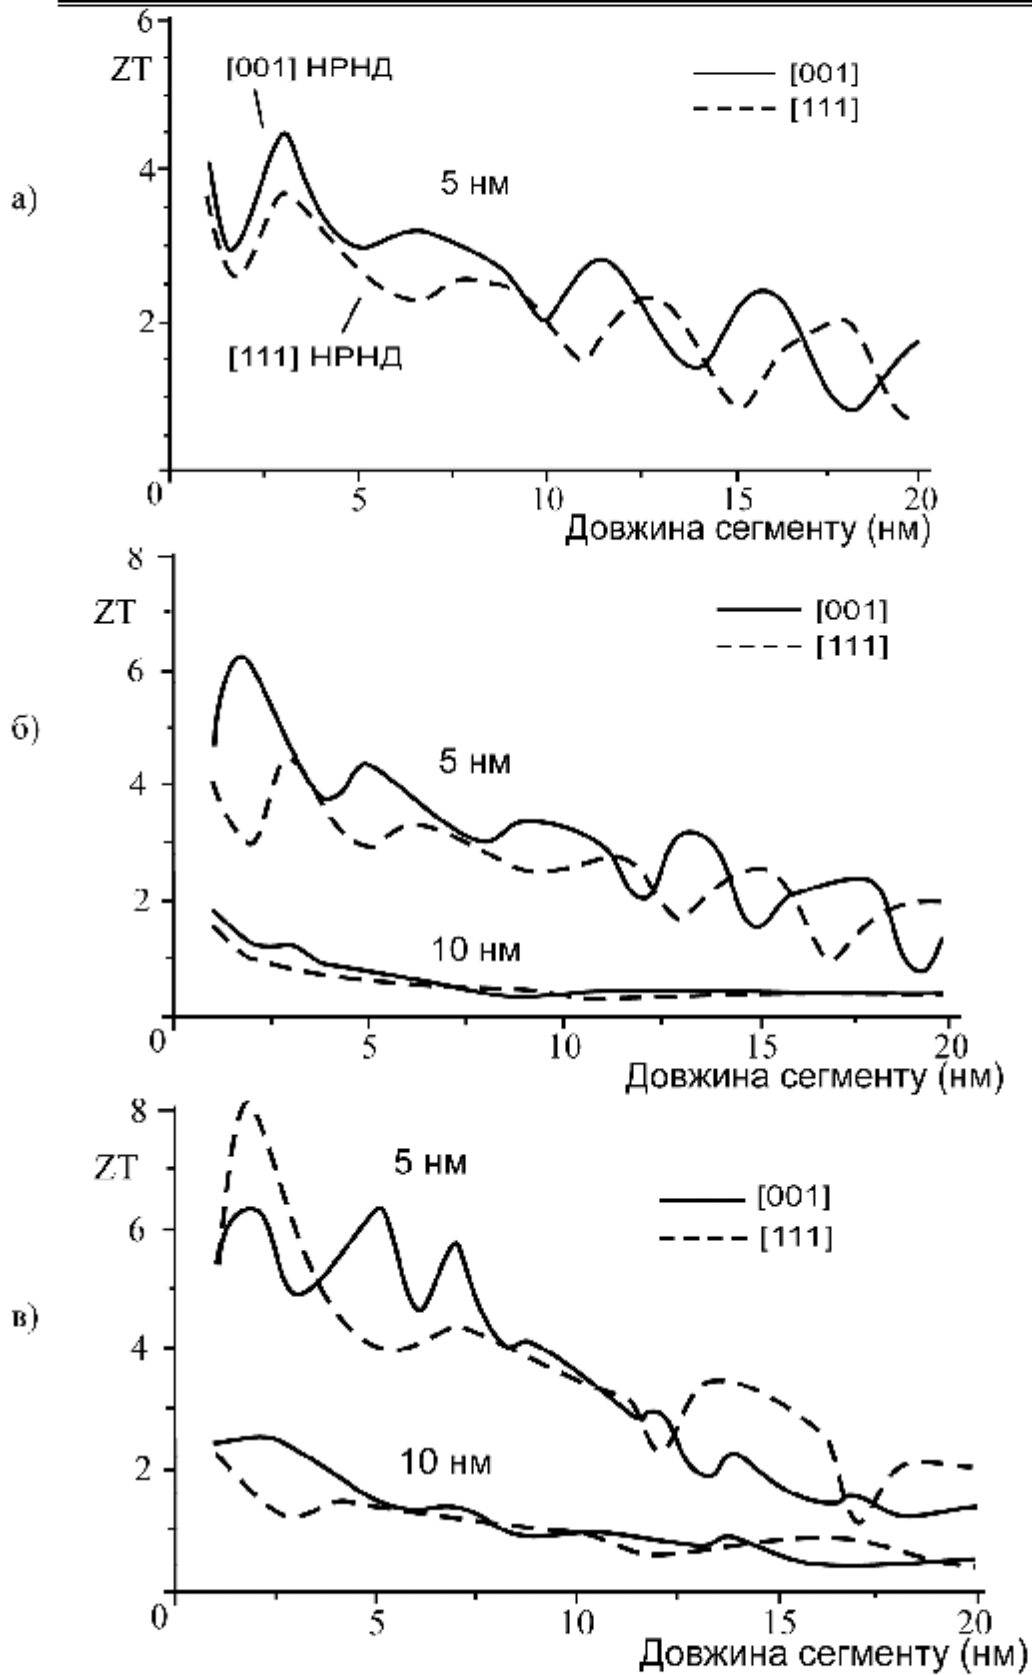 6
ZT
[001] НРНД
[001]
[111]
4
5 нм
а)
2
[111] НРНД
0
5
10
15
20
Довжина сегменту (нм)
8
ZT
[001]
[111]
6
б)
5 нм
4
2
10 нм
0
5
10
15
20
Довжина сегменту (нм)
8
ZT
5 нм
[001]
6
[111]
в)
4
10 нм
2
0
5
10
15
20
Довжина сегменту (нм)